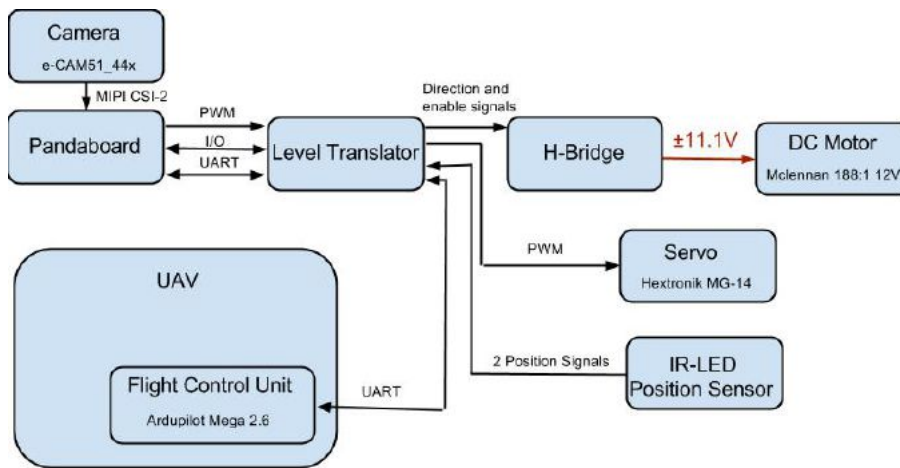 Camera
e-CAM51_44x
MIPI CSI-2
Pandaboard
PWM
I/O
UART
Level Translator
Direction and
enable signals
H-Bridge
±11.1V
DC Motor
Mclennan 188:1 12V
PWM
Servo
Hextronik MG-14
2 Position Signals
IR-LED
Position Sensor
UAV
Flight Control Unit
Ardupilot Mega 2.6
UART